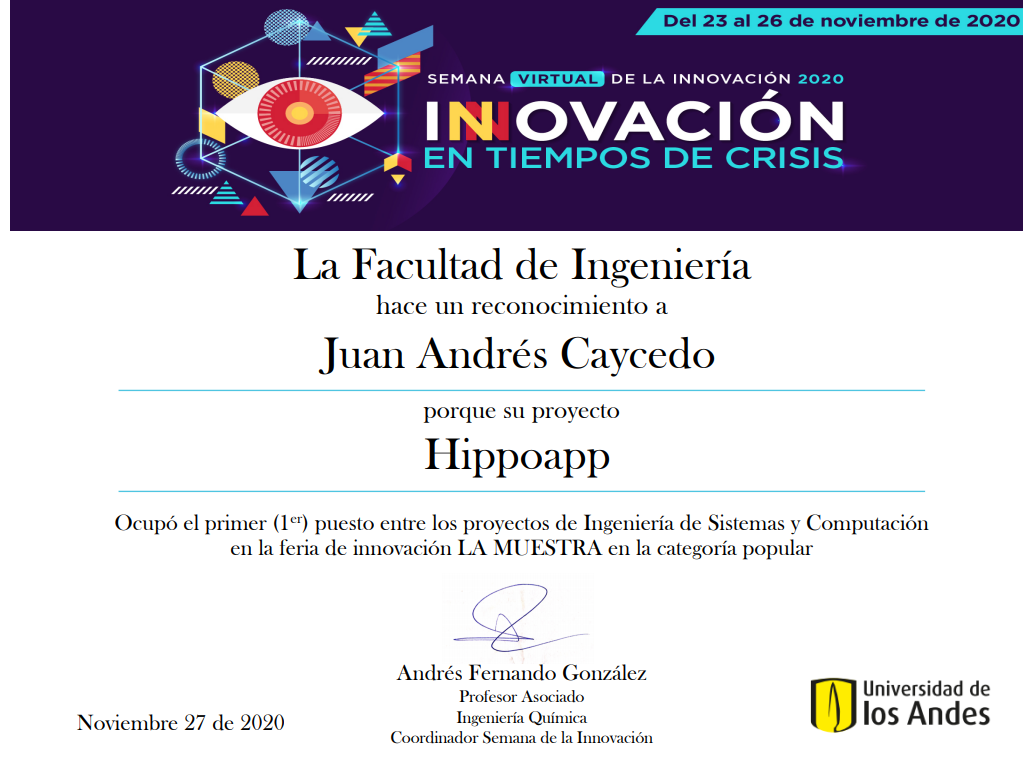 Del 23 al 26 de noviembre de 2020
SEMANA VIRTUAL DE LA INNOVACIÓN 2020
INNOVACIÓN
EN TIEMPOS DE CRISIS
La Facultad de Ingeniería
hace un reconocimiento a
Juan Andrés Caycedo
porque su proyecto
Hippoapp
Ocupó el primer (1er) puesto entre los proyectos de Ingeniería de Sistemas y Computación
en la feria de innovación LA MUESTRA en la categoría popular
Andrés Fernando González
Profesor Asociado
Ingeniería Química
Coordinador Semana de la Innovación
Noviembre 27 de 2020
Universidad de
los Andes